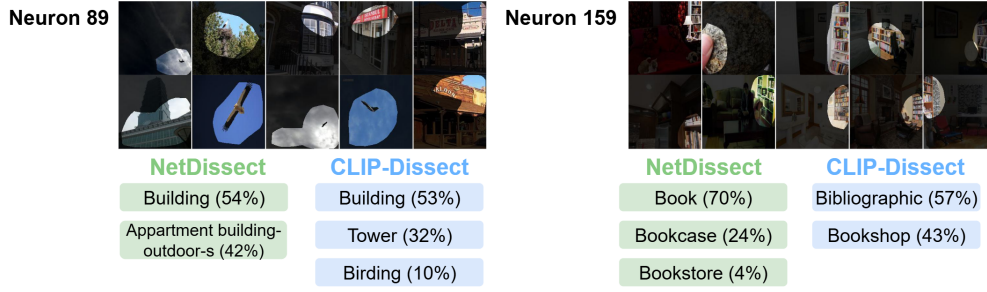 Neuron 89
NetDissect
Building (54%)
Appartment building-
outdoor-s (42%)
CLIP-Dissect
Building (53%)
Tower (32%)
Birding (10%)
Neuron 159
NetDissect
Book (70%)
Bookcase (24%)
Bookstore (4%)
CLIP-Dissect
Bibliographic (57%)
Bookshop (43%)